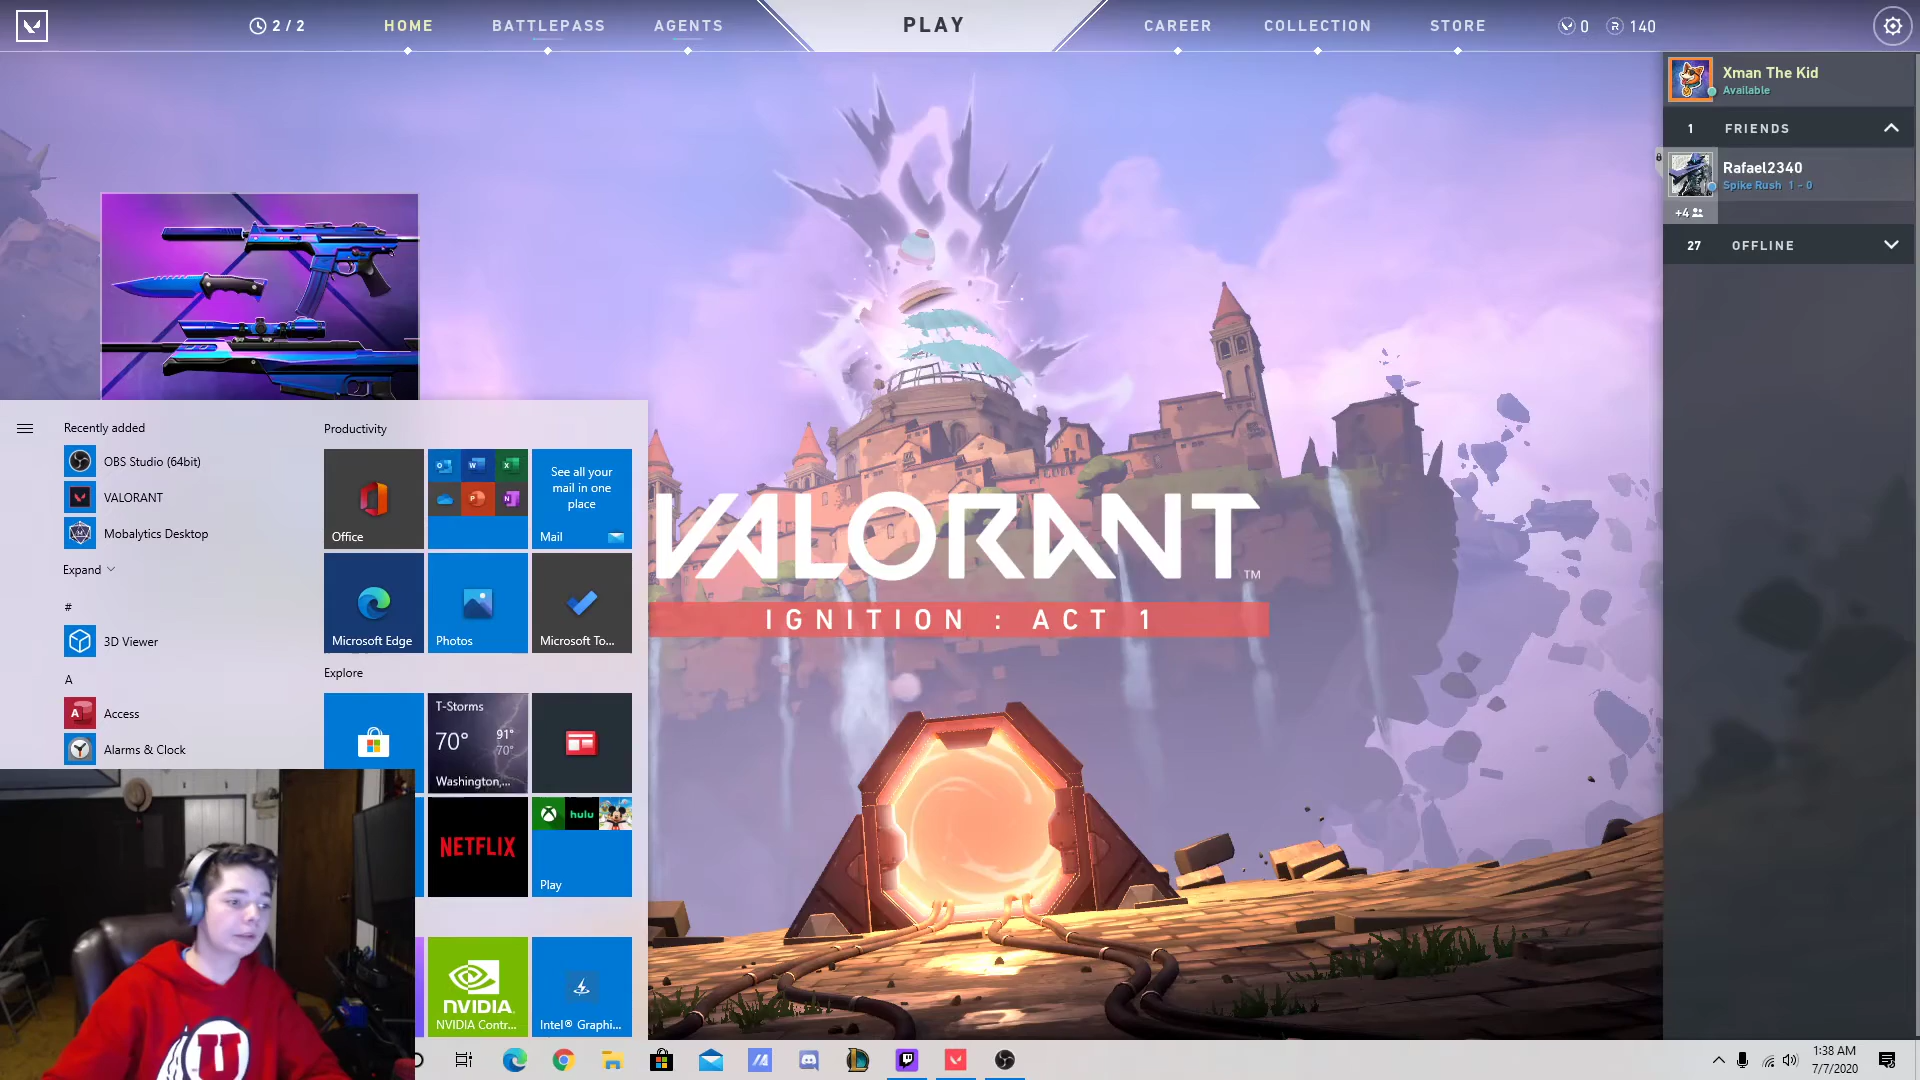 2 / 2
HOME
BATTLEPASS
AGENTS
PLAY
CAREER
COLLECTION
STORE
0
R 140
Xman The Kid
Available
1 FRIENDS
Rafael2340
Spike Rush 1 - 0
+4
27 OFFLINE
Recently added
OBS Studio (64bit)
VALORANT
Mobalytics Desktop
Expand
#
3D Viewer
A
Access
Alarms & Clock
Productivity
Office
See all your
mail in one
place
Mail
Microsoft Edge
Photos
Microsoft To...
Explore
T-Storms
70° 91°
70°
Washington,...
NETFLIX
hulu
Play
NVIDIA.
NVIDIA Contr...
Intel® Graphi...
VALORANT™
IGNITION : ACT 1
U
1:38 AM
7/7/2020